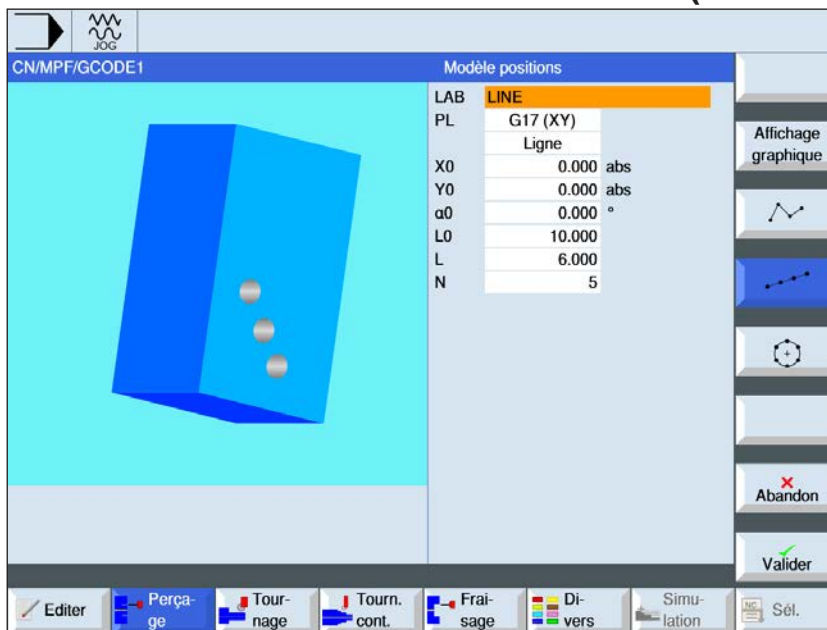 JOG
CN/MPF/GCODE1
Modèle positions
LAB LINE
PL G17 (XY)
Ligne
X0 0.000 abs
Y0 0.000 abs
α0 0.000 °
L0 10.000
L 6.000
N 5
Affichage
graphique
Abandon
Valider
Editer
Perça-
ge
Tour-
nage
Tourn.
cont.
Frai-
sage
Di-
vers
Simu-
lation
NC
Sél.